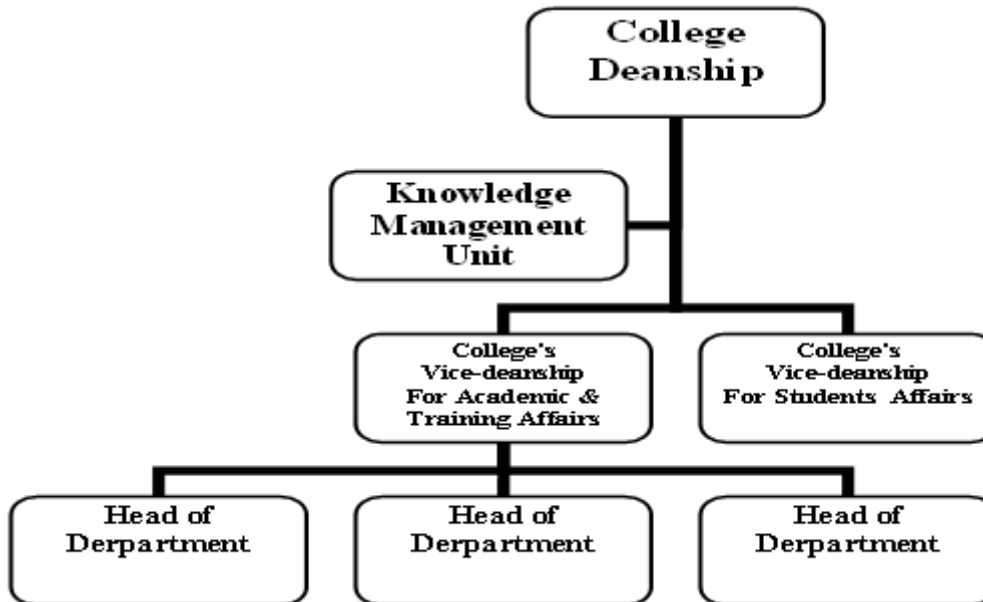 College
Deanship
Knowledge
Management
Unit
College's
Vice-deanship
For Academic &
Training Affairs
College's
Vice-deanship
For Students Affairs
Head of
Derpartment
Head of
Derpartment
Head of
Derpartment